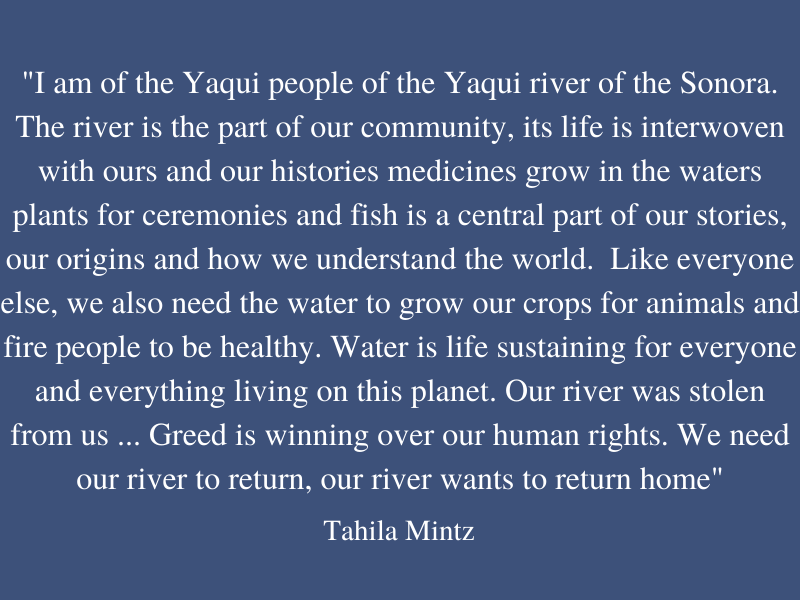 "I am of the Yaqui people of the Yaqui river of the Sonora.
The river is the part of our community, its life is interwoven
with ours and our histories medicines grow in the waters
plants for ceremonies and fish is a central part of our stories,
our origins and how we understand the world.  Like everyone
else, we also need the water to grow our crops for animals and
fire people to be healthy. Water is life sustaining for everyone
and everything living on this planet. Our river was stolen
from us ... Greed is winning over our human rights. We need
our river to return, our river wants to return home"
Tahila Mintz